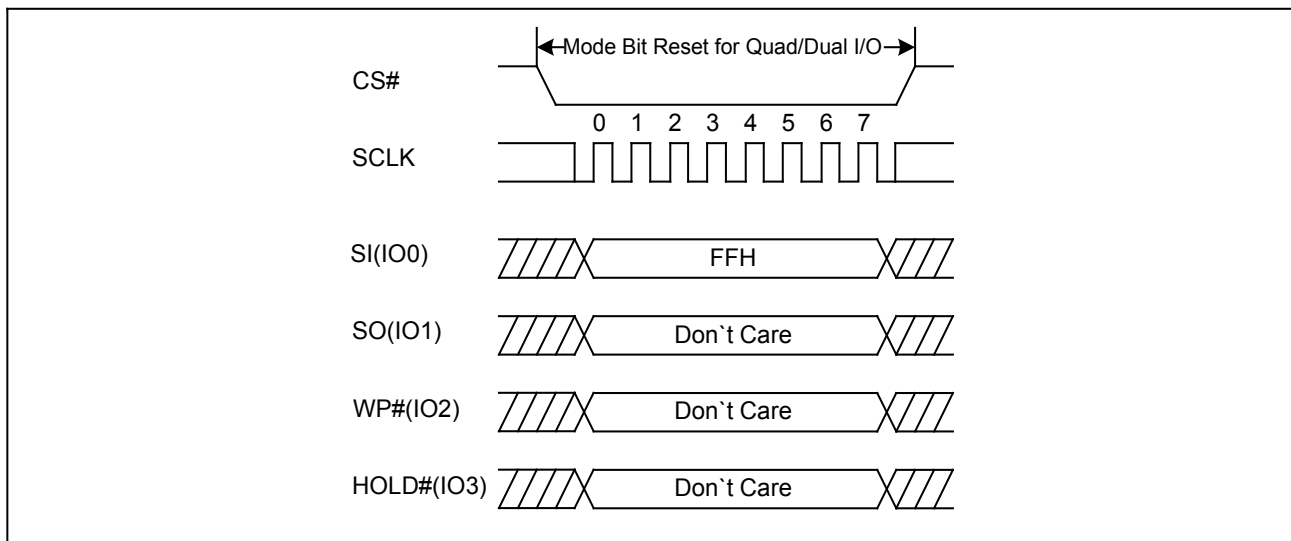 Mode Bit Reset for Quad/Dual I/O
CS#
0 1 2 3 4 5 6 7
SCLK
SI(IO0) FFH
SO(IO1) Don`t Care
WP#(IO2) Don`t Care
HOLD#(IO3) Don`t Care